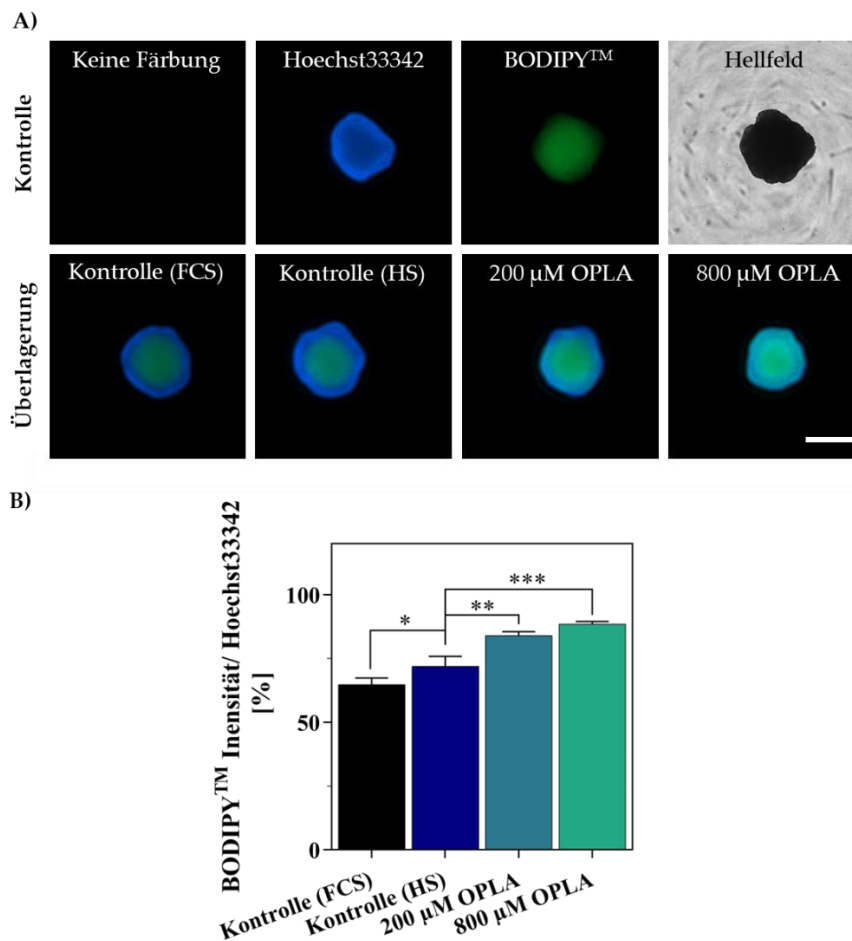 A)
Keine Färbung
Hoechst33342
BODIPY™
Hellfeld
Kontrolle
Kontrolle (FCS)
Kontrolle (HS)
200 µM OPLA
800 µM OPLA
Überlagerung
B)
BODIPY™ Inensität/ Hoechst33342
[%]
100
50
0
*
**
***
Kontrolle (FCS)
Kontrolle (HS)
200 µM OPLA
800 µM OPLA